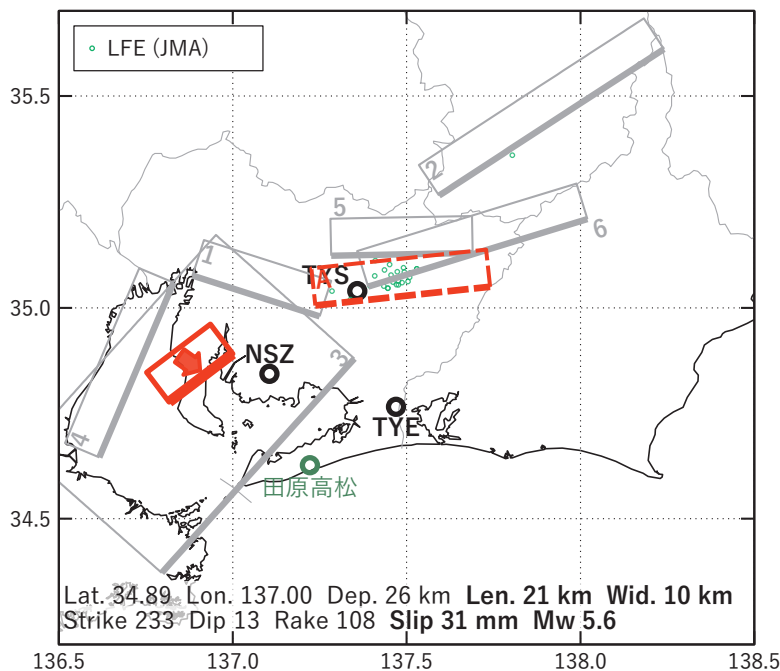 LFE (JMA)
35.5
2
5
6
1
TYS
1A
35.0
NSZ
3
TYE
4
田原高松
34.5
Lat. 34.89 Lon. 137.00 Dep. 26 km Len. 21 km Wid. 10 km
Strike 233 Dip 13 Rake 108 Slip 31 mm Mw 5.6
136.5 137.0 137.5 138.0 138.5